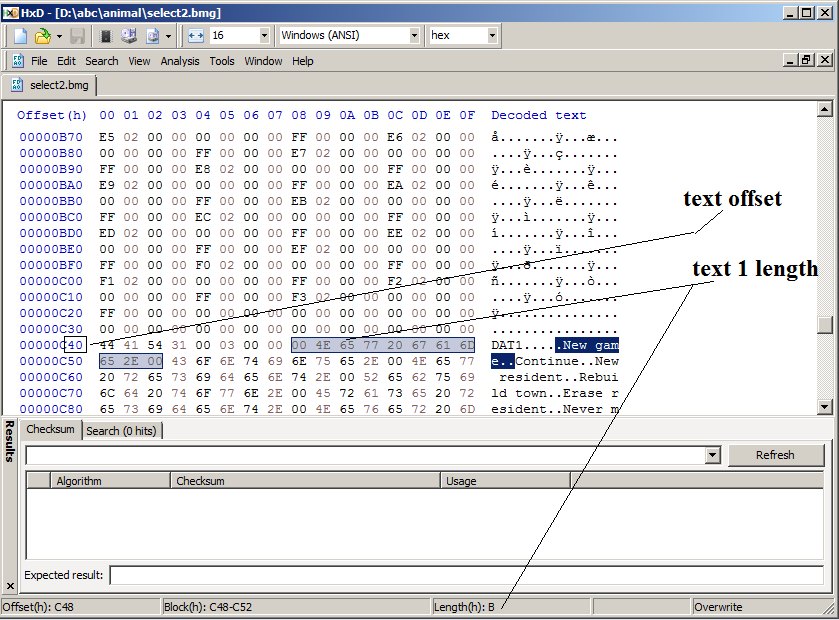 HxD - [D:\abc\animal\select2.bmg]
16 Windows (ANSI) hex
File Edit Search View Analysis Tools Window Help
select2.bmg
Offset(h) 00 01 02 03 04 05 06 07 08 09 0A 0B 0C 0D 0E 0F Decoded text
00000B70 E5 02 00 00 00 00 00 00 FF 00 00 00 E6 02 00 00 å.......ÿ...æ...
00000B80 00 00 00 00 FF 00 00 00 E7 02 00 00 00 00 00 00 ....ÿ...ç.......
00000B90 FF 00 00 00 E8 02 00 00 00 00 00 00 FF 00 00 00 ÿ...è.......ÿ...
00000BA0 E9 02 00 00 00 00 00 00 FF 00 00 00 EA 02 00 00 é.......ÿ...ê...
00000BB0 00 00 00 00 FF 00 00 00 EB 02 00 00 00 00 00 00 ....ÿ...ë.......
00000BC0 FF 00 00 00 EC 02 00 00 00 00 00 00 FF 00 00 00 ÿ...ì.......ÿ...
00000BD0 ED 02 00 00 00 00 00 00 FF 00 00 00 EE 02 00 00 í.......ÿ...î...
00000BE0 00 00 00 00 FF 00 00 00 EF 02 00 00 00 00 00 00 ....ÿ...ï.......
00000BF0 FF 00 00 00 F0 02 00 00 00 00 00 00 FF 00 00 00 ÿ...ð.......ÿ...
00000C00 F1 02 00 00 00 00 00 00 FF 00 00 00 F2 02 00 00 ñ.......ÿ...ò...
00000C10 00 00 00 00 FF 00 00 00 F3 02 00 00 00 00 00 00 ....ÿ...ó.......
00000C20 FF 00 00 00 00 00 00 00 00 00 00 00 00 00 00 00 ÿ...............
00000C30 00 00 00 00 00 00 00 00 00 00 00 00 00 00 00 00 ................
00000C40 44 41 54 31 00 03 00 00 00 4E 65 77 20 67 61 6D DAT1.....New gam
00000C50 65 2E 00 43 6F 6E 74 69 6E 75 65 2E 00 4E 65 77 e..Continue..New
00000C60 20 72 65 73 69 64 65 6E 74 2E 00 52 65 62 75 69 resident..Rebui
00000C70 6C 64 20 74 6F 77 6E 2E 00 45 72 61 73 65 20 72 ld town..Erase r
00000C80 65 73 69 64 65 6E 74 2E 00 4E 65 76 65 72 20 6D esident..Never m
text offset
text 1 length
Results
Checksum Search (0 hits)
Refresh
Algorithm Checksum Usage
Expected result:
Offset(h): C48 Block(h): C48-C52 Length(h): B Overwrite